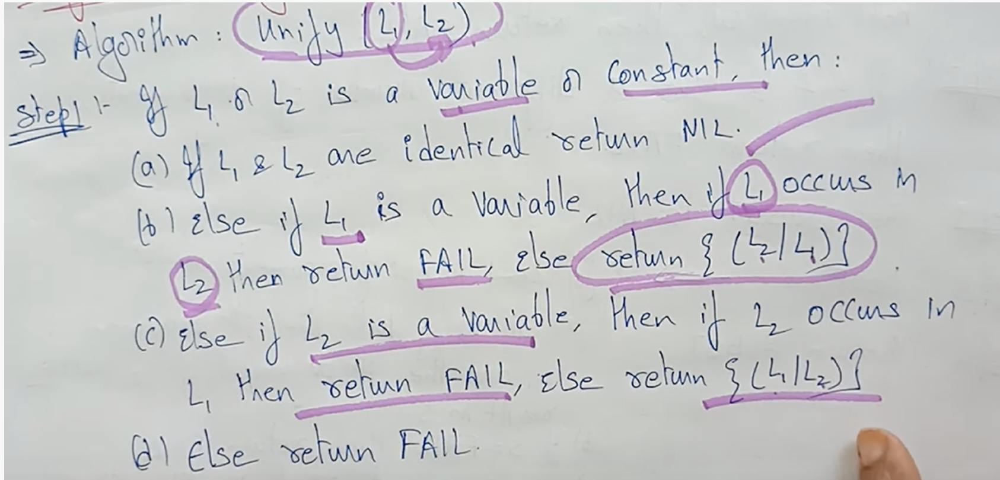 ⇒ Algorithm : Unify (L₁, L₂)
Step1 :- If L₁ or L₂ is a variable or Constant, then :
(a) If L₁ & L₂ are identical return NIL.
(b) Else if L₁ is a variable, then if L₁ occurs in
L₂ then return FAIL, Else return {(L₂/L₁)}
(c) Else if L₂ is a variable, then if L₂ occurs in
L₁ then return FAIL, Else return {(L₁/L₂)}
(d) Else return FAIL.